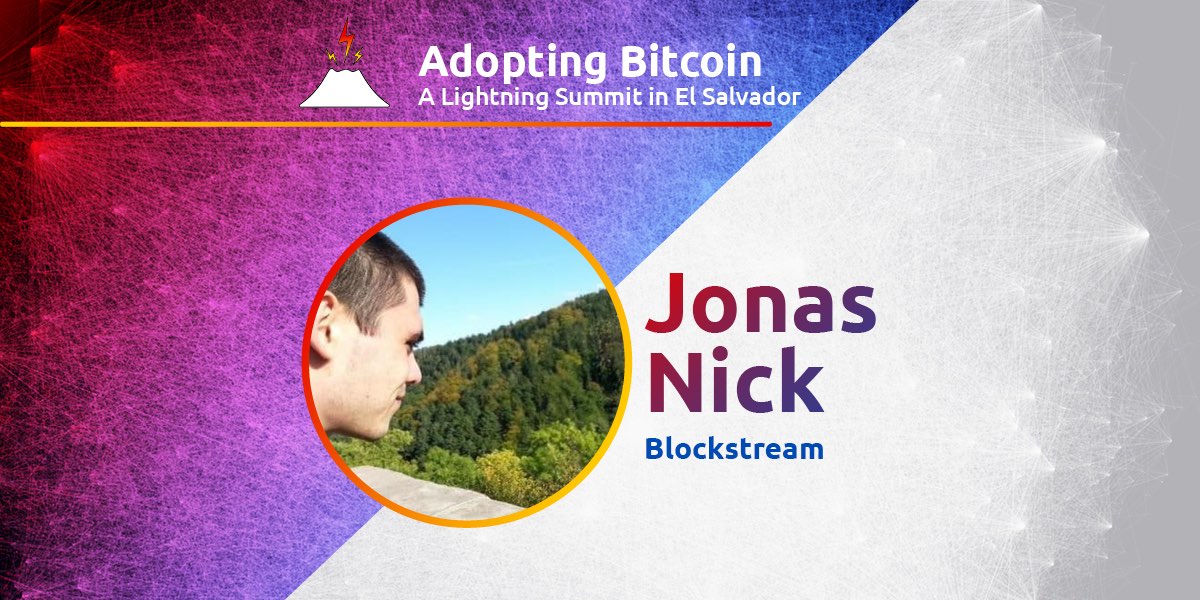 Adopting Bitcoin
A Lightning Summit in El Salvador
Jonas
Nick
Blockstream